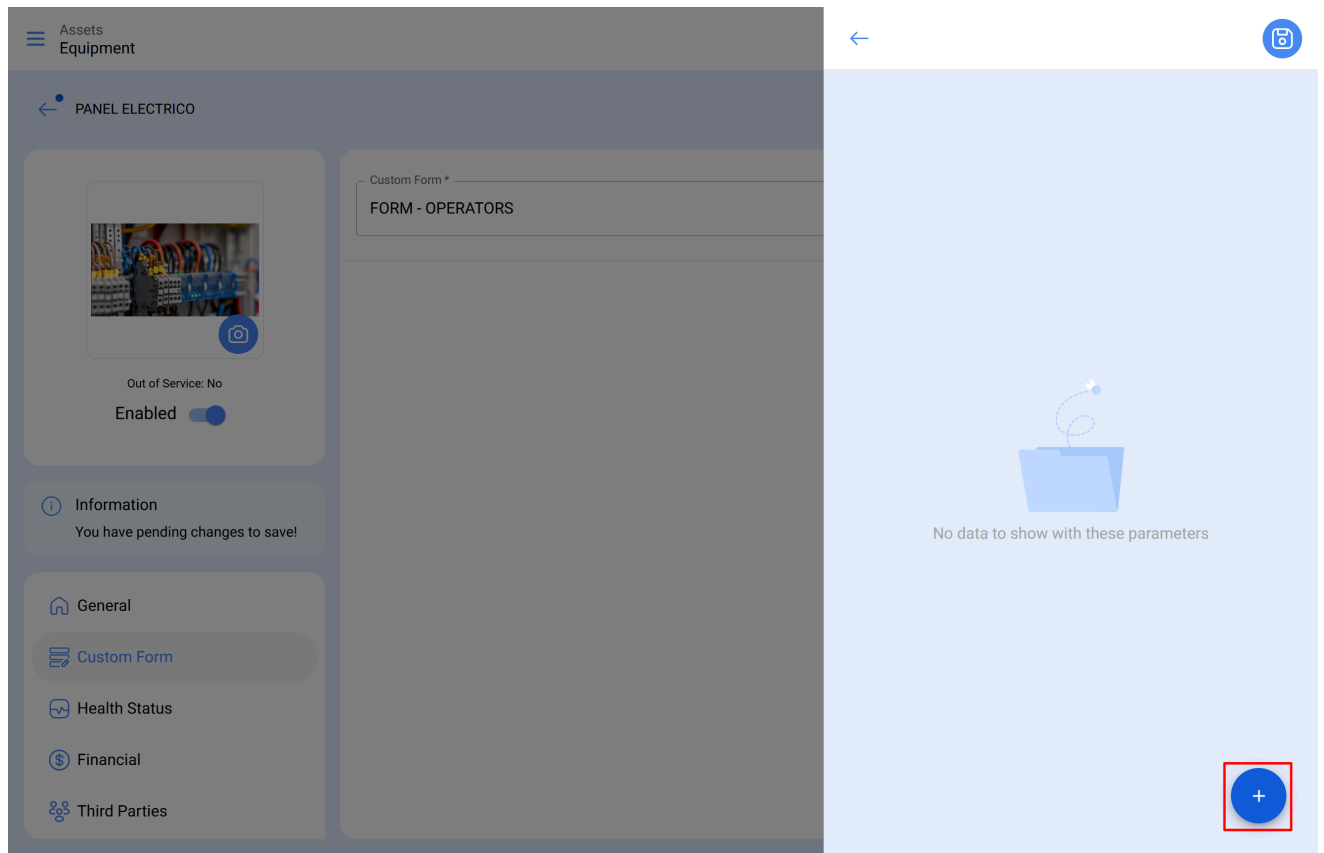 Assets
Equipment
PANEL ELECTRICO
Out of Service: No
Enabled
Information
You have pending changes to save!
General
Custom Form
Health Status
Financial
Third Parties
Custom Form *
FORM - OPERATORS
No data to show with these parameters